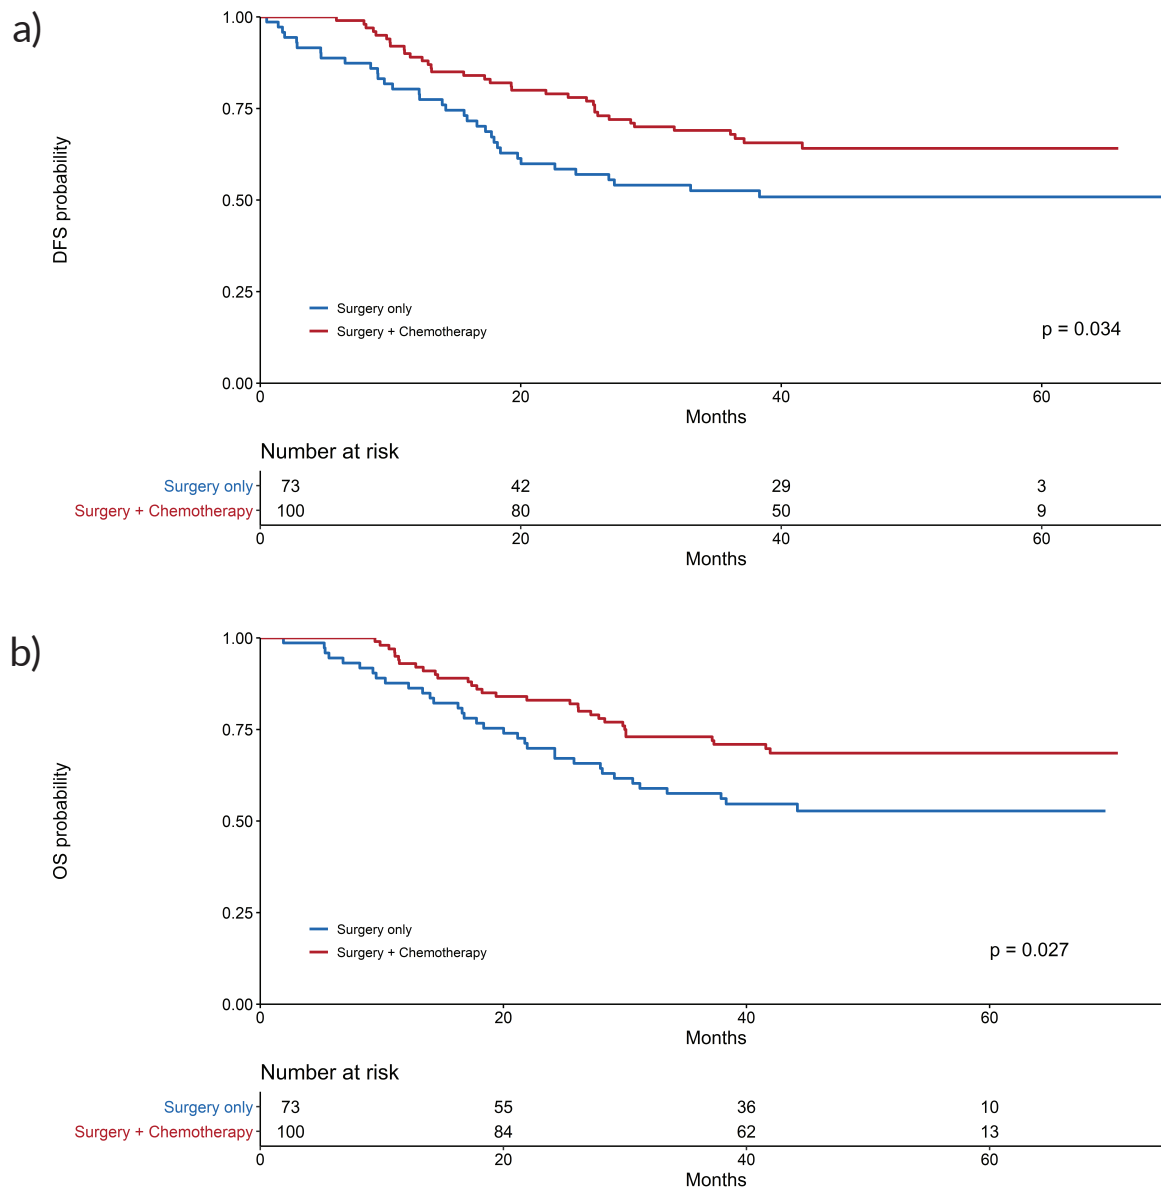 a)
1.00
0.75
0.50
0.25
0.00
DFS probability
Surgery only
Surgery + Chemotherapy
p = 0.034
0 20 40 60
Months
Number at risk
Surgery only 73 42 29 3
Surgery + Chemotherapy 100 80 50 9
0 20 40 60
Months
b)
1.00
0.75
0.50
0.25
0.00
OS probability
Surgery only
Surgery + Chemotherapy
p = 0.027
0 20 40 60
Months
Number at risk
Surgery only 73 55 36 10
Surgery + Chemotherapy 100 84 62 13
0 20 40 60
Months